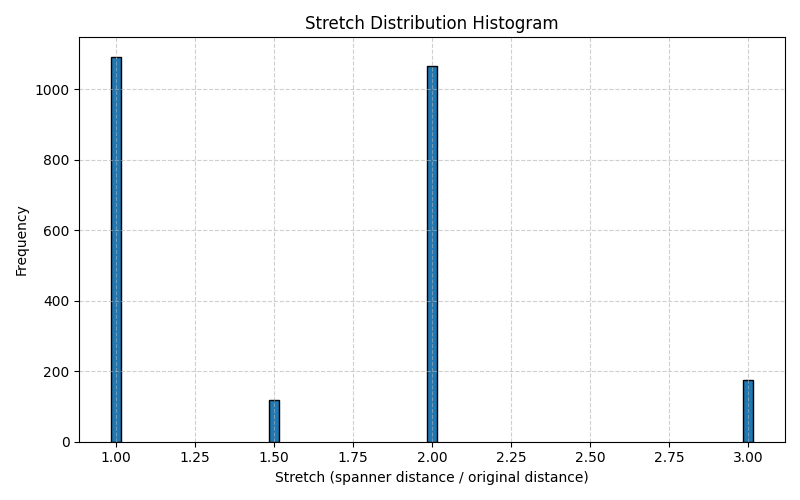 Stretch Distribution Histogram
Frequency
1000
800
600
400
200
0
1.00 1.25 1.50 1.75 2.00 2.25 2.50 2.75 3.00
Stretch (spanner distance / original distance)